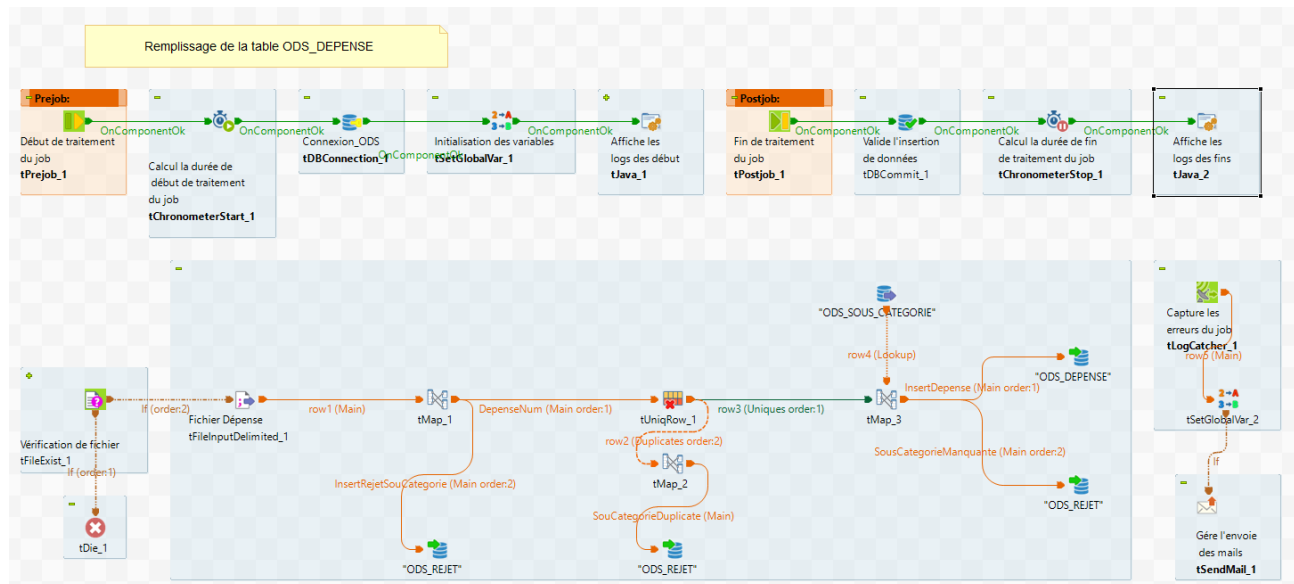 Remplissage de la table ODS_DEPENSE
Prejob:
OnComponentOk
OnComponentOk
OnComponentOk
OnComponentOk
Début de traitement
du job
tPrejob_1
Calcul la durée de
début de traitement
du job
tChronometerStart_1
Connexion_ODS
tDBConnection_1
Initialisation des variables
tSetGlobalVar_1
Affiche les
logs des début
tJava_1
Postjob:
OnComponentOk
OnComponentOk
OnComponentOk
Fin de traitement
du job
tPostjob_1
Valide l'insertion
de données
tDBCommit_1
Calcul la durée de fin
de traitement du job
tChronometerStop_1
Affiche les
logs des fins
tJava_2
"ODS_SOUS_CATEGORIE"
row4 (Lookup)
Vérification de fichier
tFileExist_1
If (order:2)
If (order:1)
tDie_1
Fichier Dépense
tFileInputDelimited_1
row1 (Main)
tMap_1
DepenseNum (Main order:1)
InsertRejetSouCategorie (Main order:2)
"ODS_REJET"
tUniqRow_1
row3 (Uniques order:1)
row2 (Duplicates order:2)
tMap_2
SouCategorieDuplicate (Main)
"ODS_REJET"
tMap_3
InsertDepense (Main order:1)
"ODS_DEPENSE"
SousCategorieManquante (Main order:2)
"ODS_REJET"
Capture les
erreurs du job
tLogCatcher_1
row5 (Main)
tSetGlobalVar_2
If
Gére l'envoie
des mails
tSendMail_1